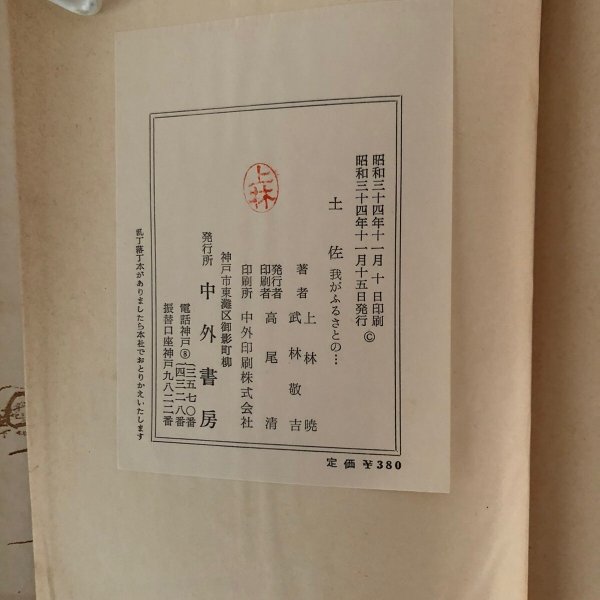 昭和三十四年十一月 十 日印刷
昭和三十四年十一月十五日発行 ©
土佐 我がふるさとの…
著者 上林暁
発行者 武林敬吉
印刷者 高尾清
印刷所 中外印刷株式会社
神戸市東灘区御影町柳
発行所 中外書房
電話神戸⑧(三五七〇番
(四三二八番
振替口座神戸九八二二番
上林
定価 ¥380
乱丁落丁本がありましたら本社でおとりかえいたします